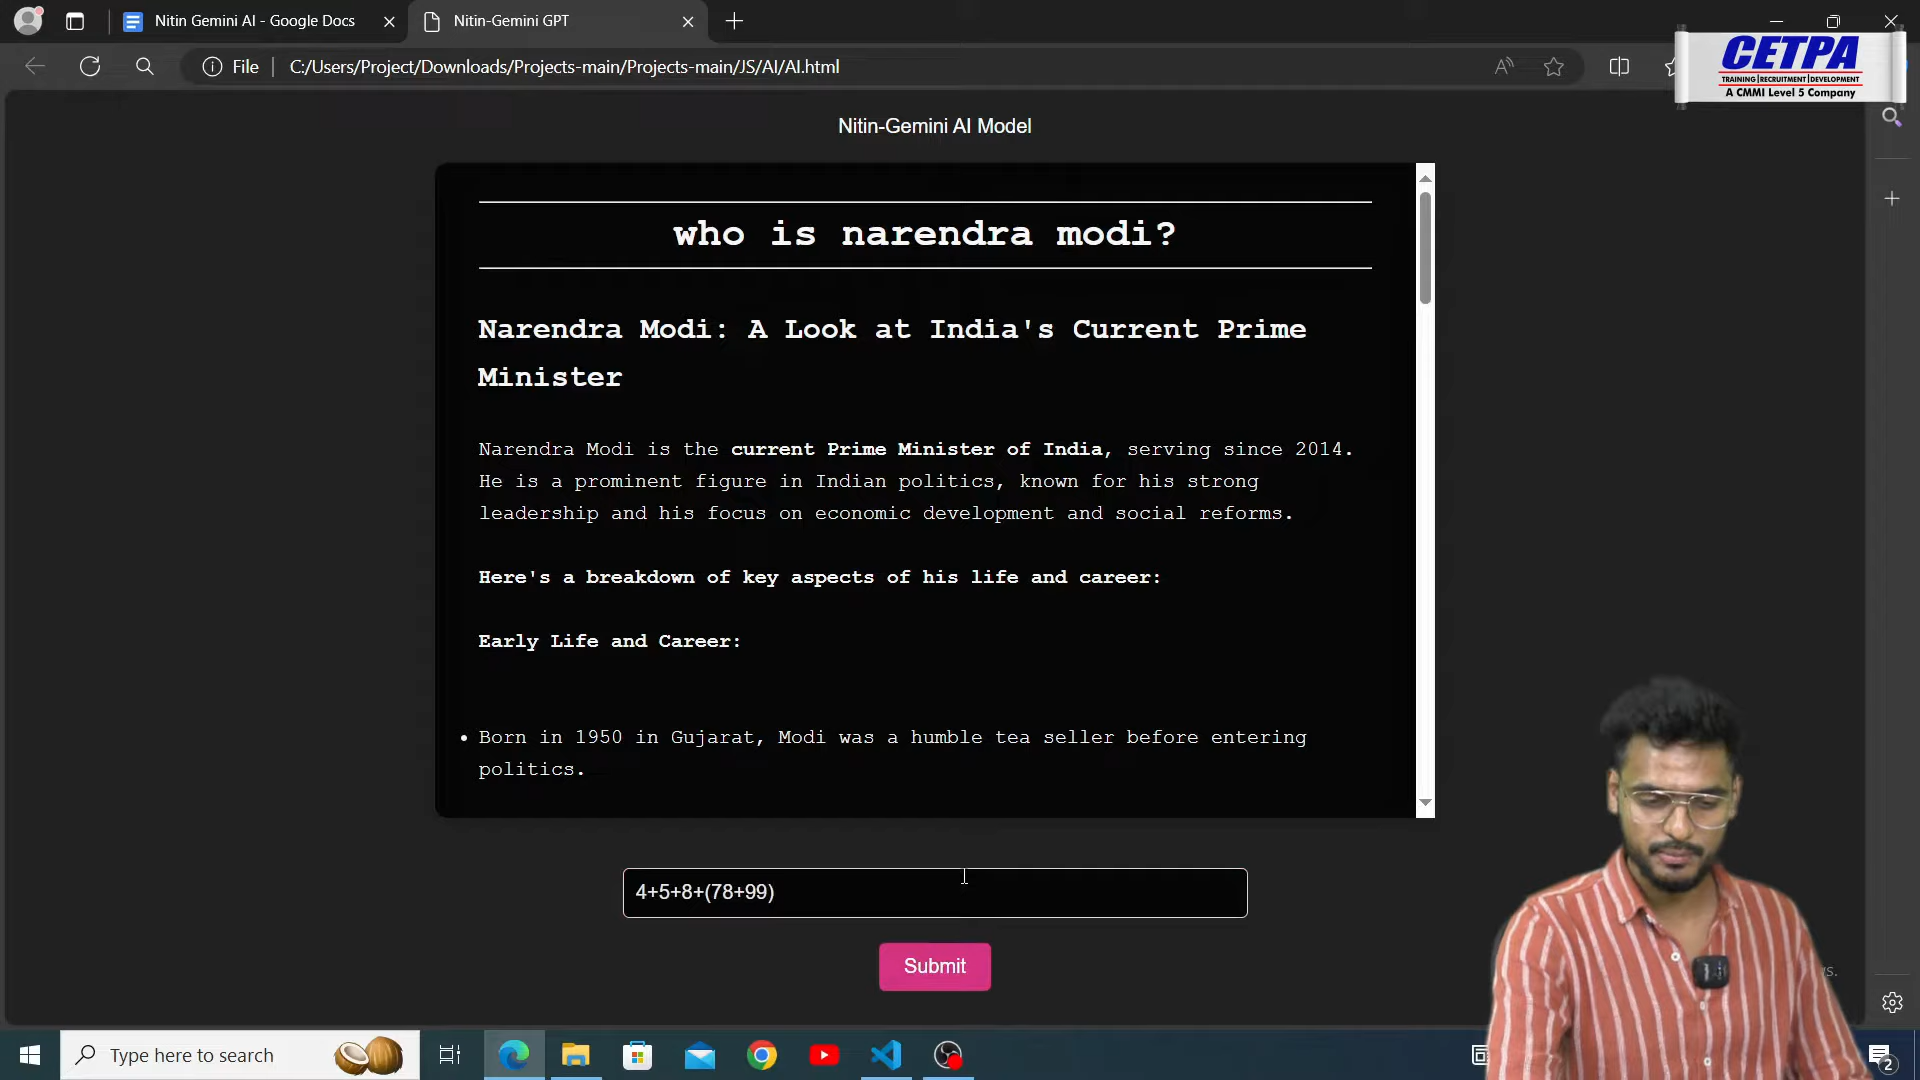 Nitin Gemini AI - Google Docs
Nitin-Gemini GPT
File
C:/Users/Project/Downloads/Projects-main/Projects-main/JS/AI/AI.html
CETPA
TRAINING|RECRUITMENT|DEVELOPMENT
A CMMI Level 5 Company
Nitin-Gemini AI Model
who is narendra modi?
Narendra Modi: A Look at India's Current Prime
Minister
Narendra Modi is the current Prime Minister of India, serving since 2014.
He is a prominent figure in Indian politics, known for his strong
leadership and his focus on economic development and social reforms.
Here's a breakdown of key aspects of his life and career:
Early Life and Career:
• Born in 1950 in Gujarat, Modi was a humble tea seller before entering
politics.
4+5+8+(78+99)
Submit
Type here to search
2